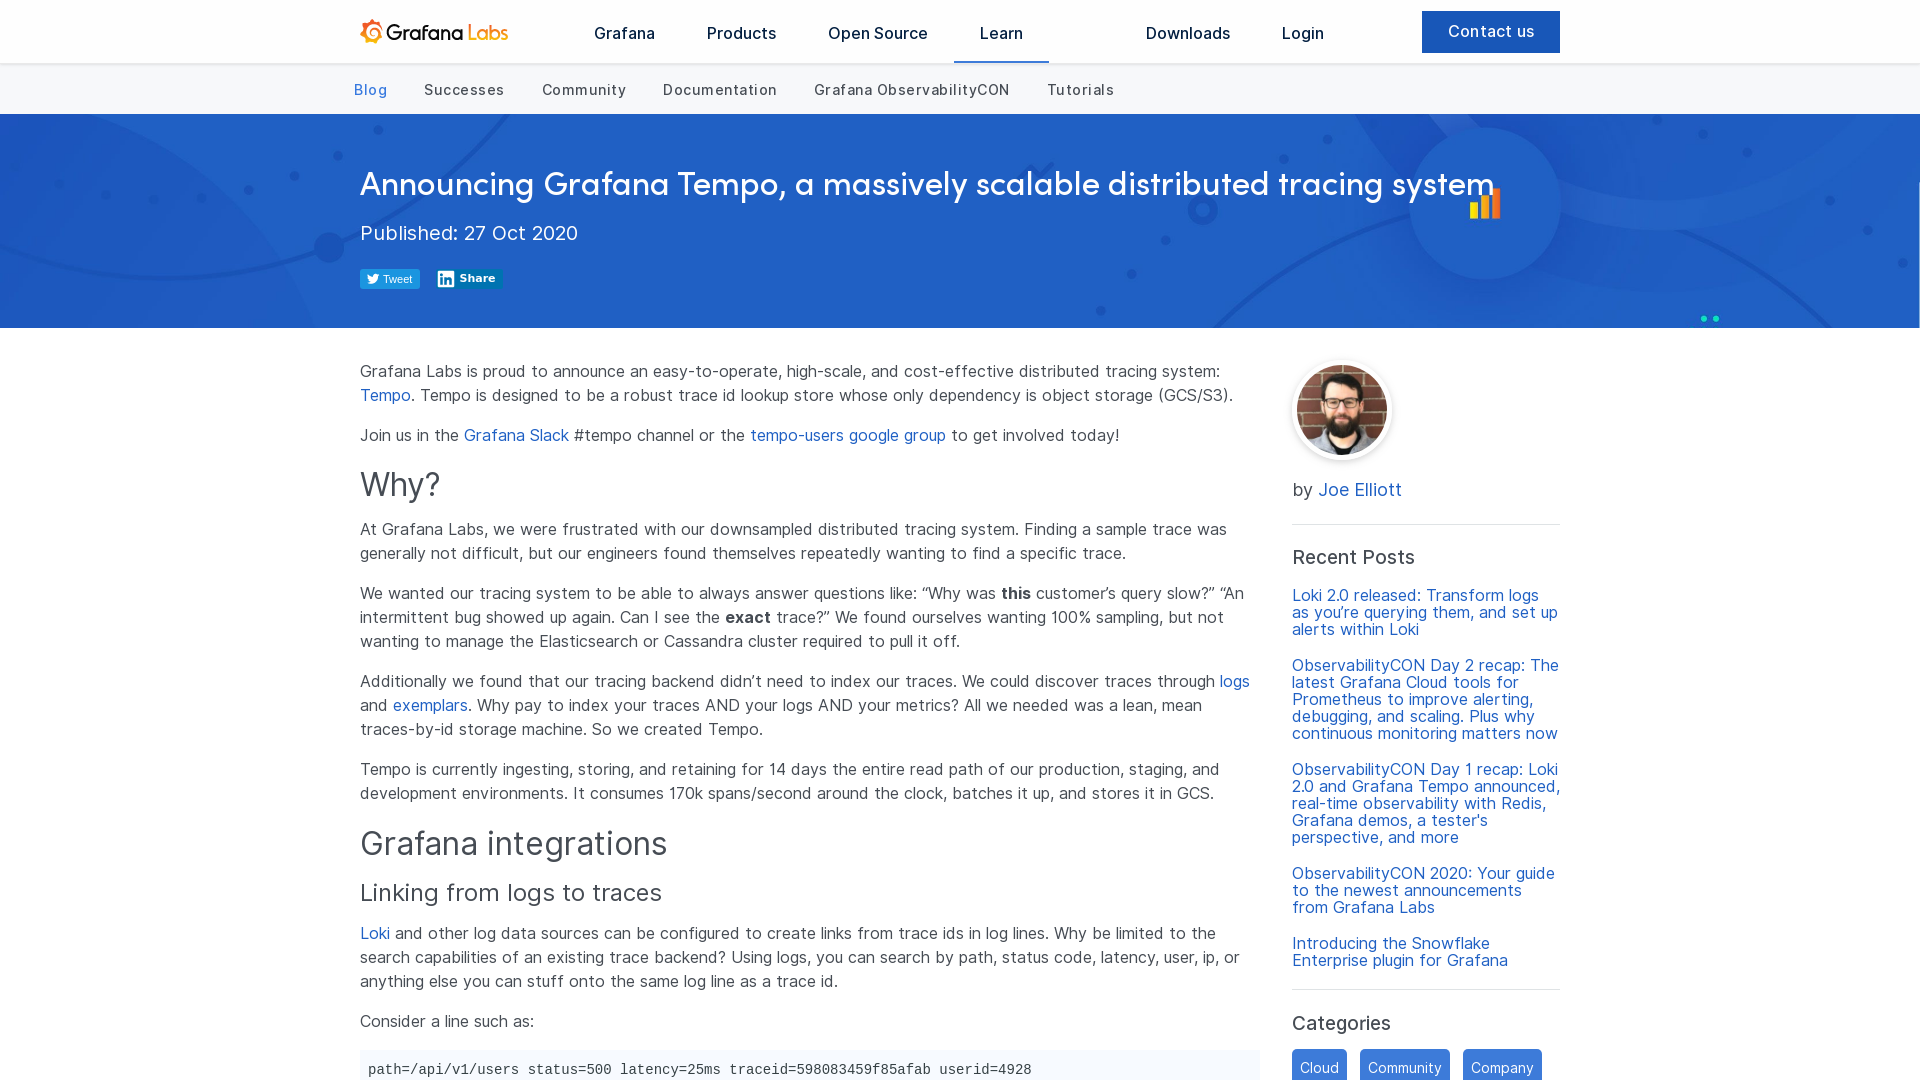 Grafana Labs
Grafana
Products
Open Source
Learn
Downloads
Login
Contact us
Blog
Successes
Community
Documentation
Grafana ObservabilityCON
Tutorials
Announcing Grafana Tempo, a massively scalable distributed tracing system
Published: 27 Oct 2020
Tweet
Share
Grafana Labs is proud to announce an easy-to-operate, high-scale, and cost-effective distributed tracing system:
Tempo. Tempo is designed to be a robust trace id lookup store whose only dependency is object storage (GCS/S3).
Join us in the Grafana Slack #tempo channel or the tempo-users google group to get involved today!
Why?
At Grafana Labs, we were frustrated with our downsampled distributed tracing system. Finding a sample trace was
generally not difficult, but our engineers found themselves repeatedly wanting to find a specific trace.
We wanted our tracing system to be able to always answer questions like: “Why was this customer’s query slow?” “An
intermittent bug showed up again. Can I see the exact trace?” We found ourselves wanting 100% sampling, but not
wanting to manage the Elasticsearch or Cassandra cluster required to pull it off.
Additionally we found that our tracing backend didn’t need to index our traces. We could discover traces through logs
and exemplars. Why pay to index your traces AND your logs AND your metrics? All we needed was a lean, mean
traces-by-id storage machine. So we created Tempo.
Tempo is currently ingesting, storing, and retaining for 14 days the entire read path of our production, staging, and
development environments. It consumes 170k spans/second around the clock, batches it up, and stores it in GCS.
Grafana integrations
Linking from logs to traces
Loki and other log data sources can be configured to create links from trace ids in log lines. Why be limited to the
search capabilities of an existing trace backend? Using logs, you can search by path, status code, latency, user, ip, or
anything else you can stuff onto the same log line as a trace id.
Consider a line such as:
path=/api/v1/users status=500 latency=25ms traceid=598083459f85afab userid=4928
by Joe Elliott
Recent Posts
Loki 2.0 released: Transform logs
as you’re querying them, and set up
alerts within Loki
ObservabilityCON Day 2 recap: The
latest Grafana Cloud tools for
Prometheus to improve alerting,
debugging, and scaling. Plus why
continuous monitoring matters now
ObservabilityCON Day 1 recap: Loki
2.0 and Grafana Tempo announced,
real-time observability with Redis,
Grafana demos, a tester's
perspective, and more
ObservabilityCON 2020: Your guide
to the newest announcements
from Grafana Labs
Introducing the Snowflake
Enterprise plugin for Grafana
Categories
Cloud
Community
Company